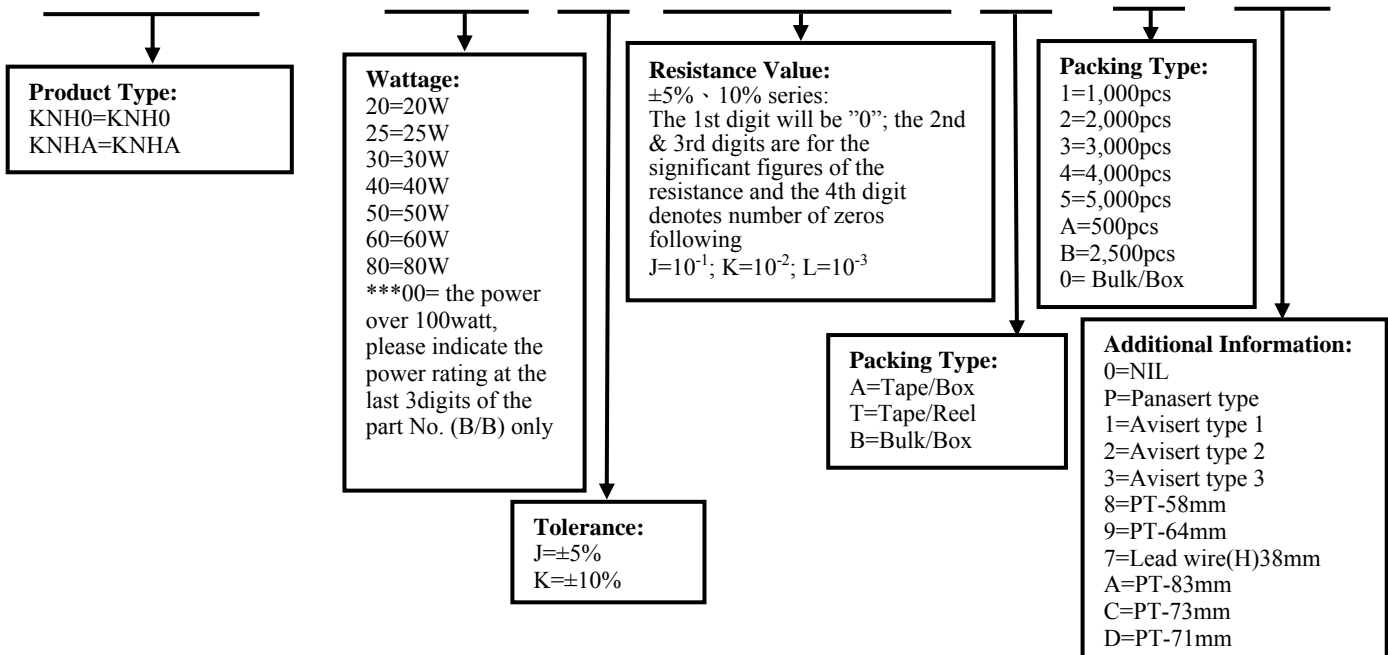 Product Type:
KNH0=KNH0
KNHA=KNHA
Wattage:
20=20W
25=25W
30=30W
40=40W
50=50W
60=60W
80=80W
***00= the power
over 100watt,
please indicate the
power rating at the
last 3digits of the
part No. (B/B) only
Tolerance:
J=±5%
K=±10%
Resistance Value:
±5%、10% series:
The 1st digit will be ”0”; the 2nd
& 3rd digits are for the
significant figures of the
resistance and the 4th digit
denotes number of zeros
following
J=10⁻¹; K=10⁻²; L=10⁻³
Packing Type:
A=Tape/Box
T=Tape/Reel
B=Bulk/Box
Packing Type:
1=1,000pcs
2=2,000pcs
3=3,000pcs
4=4,000pcs
5=5,000pcs
A=500pcs
B=2,500pcs
0= Bulk/Box
Additional Information:
0=NIL
P=Panasert type
1=Avisert type 1
2=Avisert type 2
3=Avisert type 3
8=PT-58mm
9=PT-64mm
7=Lead wire(H)38mm
A=PT-83mm
C=PT-73mm
D=PT-71mm